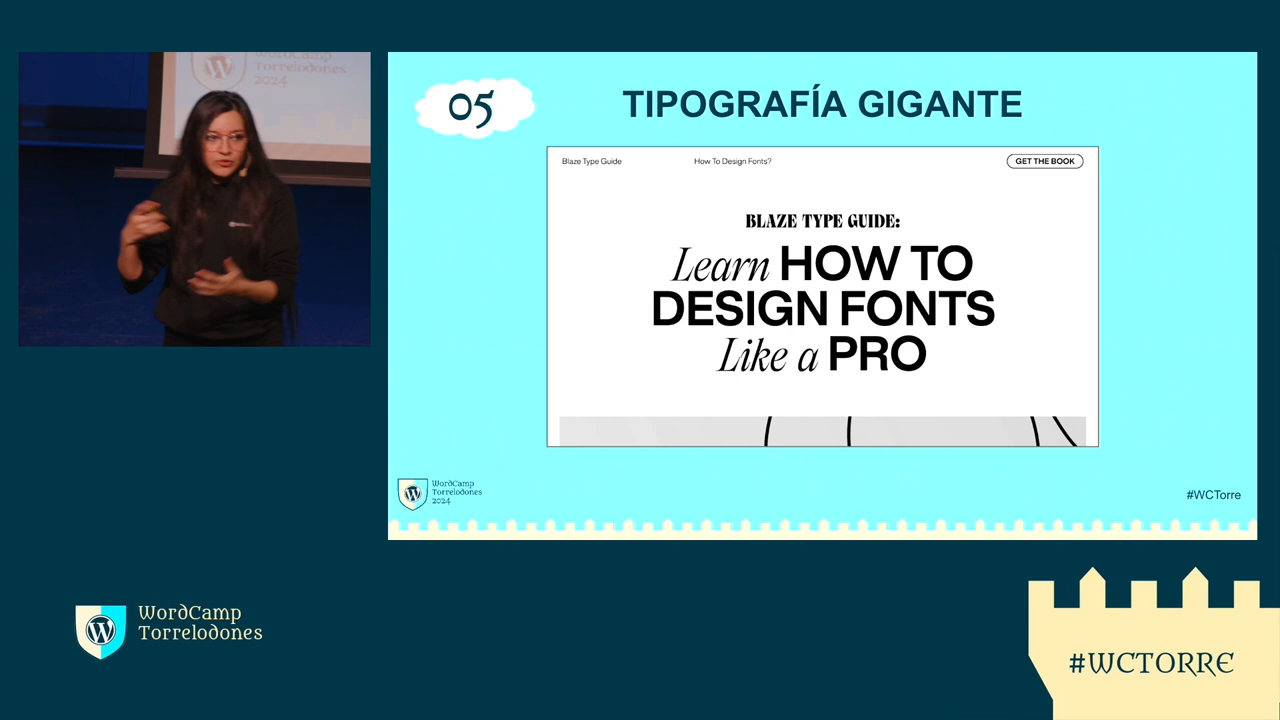 WordCamp
Torrelodones
2024
05
TIPOGRAFÍA GIGANTE
Blaze Type Guide
How To Design Fonts?
GET THE BOOK
BLAZE TYPE GUIDE:
Learn HOW TO
DESIGN FONTS
Like a PRO
WordCamp
Torrelodones
2024
#WCTorre
WordCamp
Torrelodones
#WCTORRE